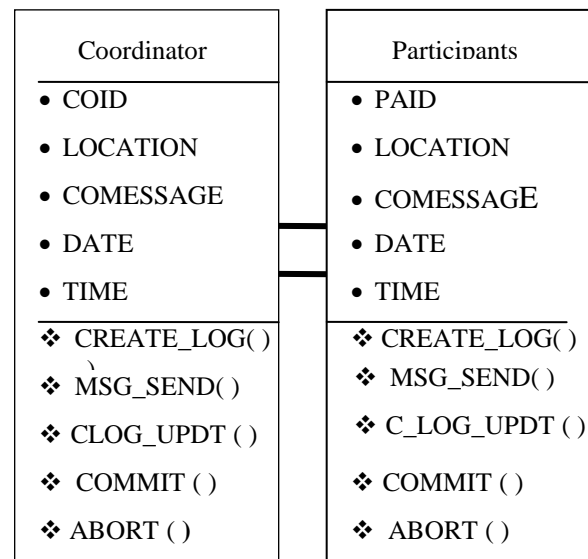 Coordinator
• COID
• LOCATION
• COMESSAGE
• DATE
• TIME
❖ CREATE_LOG( )
)
❖ MSG_SEND( )
❖ CLOG_UPDT ( )
❖ COMMIT ( )
❖ ABORT ( )
Participants
• PAID
• LOCATION
• COMESSAGE
• DATE
• TIME
❖ CREATE_LOG( )
❖ MSG_SEND( )
❖ C_LOG_UPDT ( )
❖ COMMIT ( )
❖ ABORT ( )